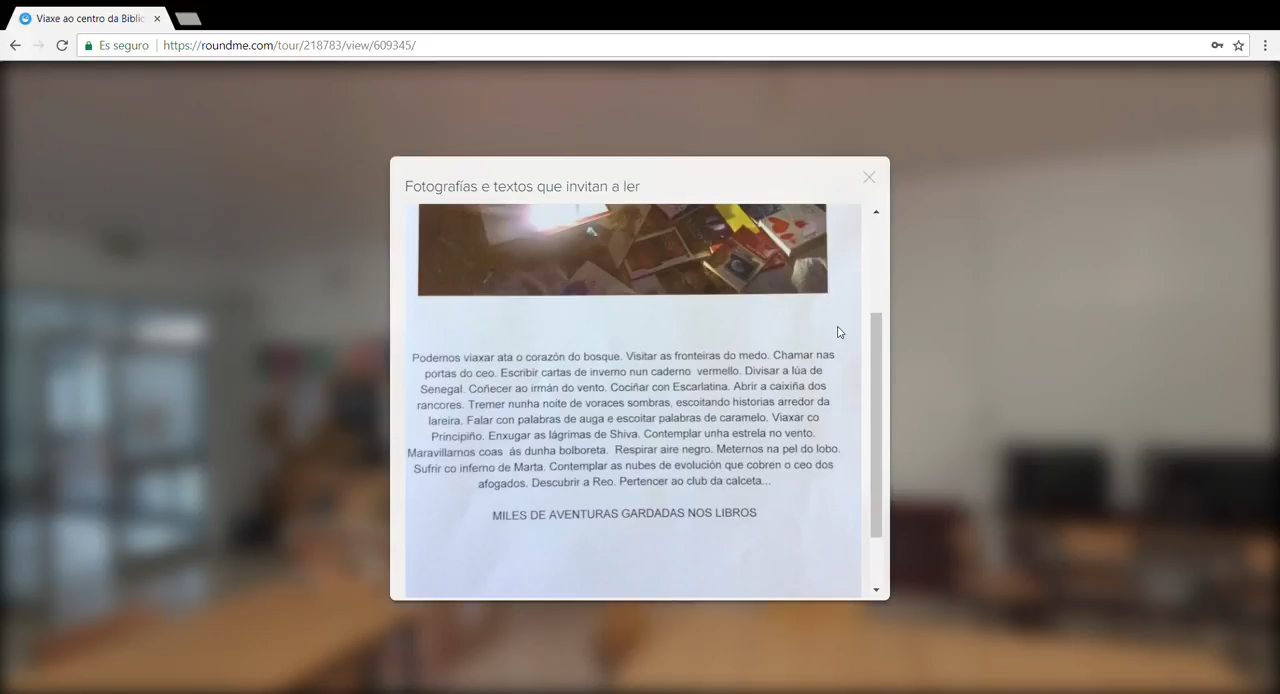 Viaxe ao centro da Biblio
Es seguro
https://roundme.com/tour/218783/view/609345/
Fotografías e textos que invitan a ler
Podemos viaxar ata o corazón do bosque. Visitar as fronteiras do medo. Chamar nas
portas do ceo. Escribir cartas de inverno nun caderno vermello. Divisar a lúa de
Senegal. Coñecer ao irmán do vento. Cociñar con Escarlatina. Abrir a caixiña dos
rancores. Tremer nunha noite de voraces sombras, escoitando historias arredor da
lareira. Falar con palabras de auga e escoitar palabras de caramelo. Viaxar co
Principiño. Enxugar as lágrimas de Shiva. Contemplar unha estrela no vento.
Maravillarnos coas ás dunha bolboreta. Respirar aire negro. Meternos na pel do lobo.
Sufrir co inferno de Marta. Contemplar as nubes de evolución que cobren o ceo dos
afogados. Descubrir a Reo. Pertencer ao club da calceta...
MILES DE AVENTURAS GARDADAS NOS LIBROS